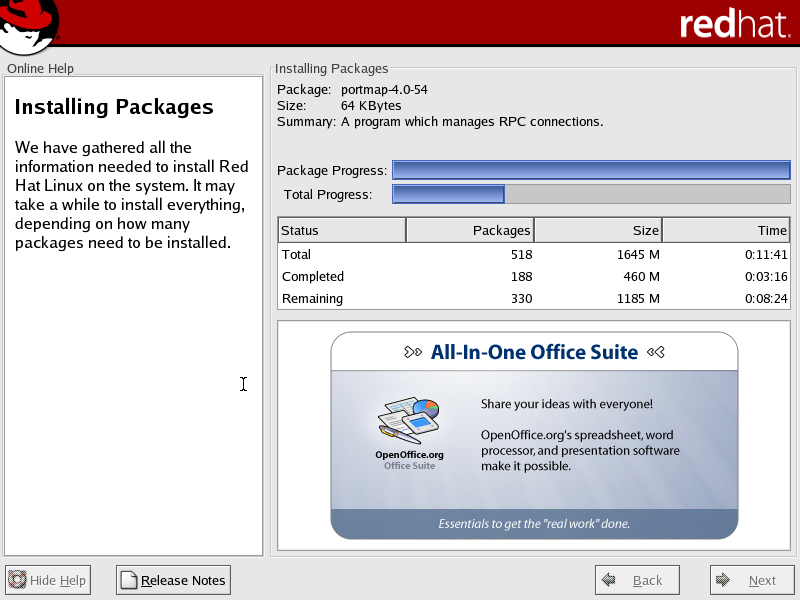 redhat.
Online Help
Installing Packages
We have gathered all the
information needed to install Red
Hat Linux on the system. It may
take a while to install everything,
depending on how many
packages need to be installed.
Installing Packages
Package: portmap-4.0-54
Size: 64 KBytes
Summary: A program which manages RPC connections.
Package Progress:
Total Progress:
Status Packages Size Time
Total 518 1645 M 0:11:41
Completed 188 460 M 0:03:16
Remaining 330 1185 M 0:08:24
All-In-One Office Suite
Share your ideas with everyone!
OpenOffice.org's spreadsheet, word
processor, and presentation software
make it possible.
OpenOffice.org
Office Suite
Essentials to get the "real work" done.
Hide Help Release Notes Back Next